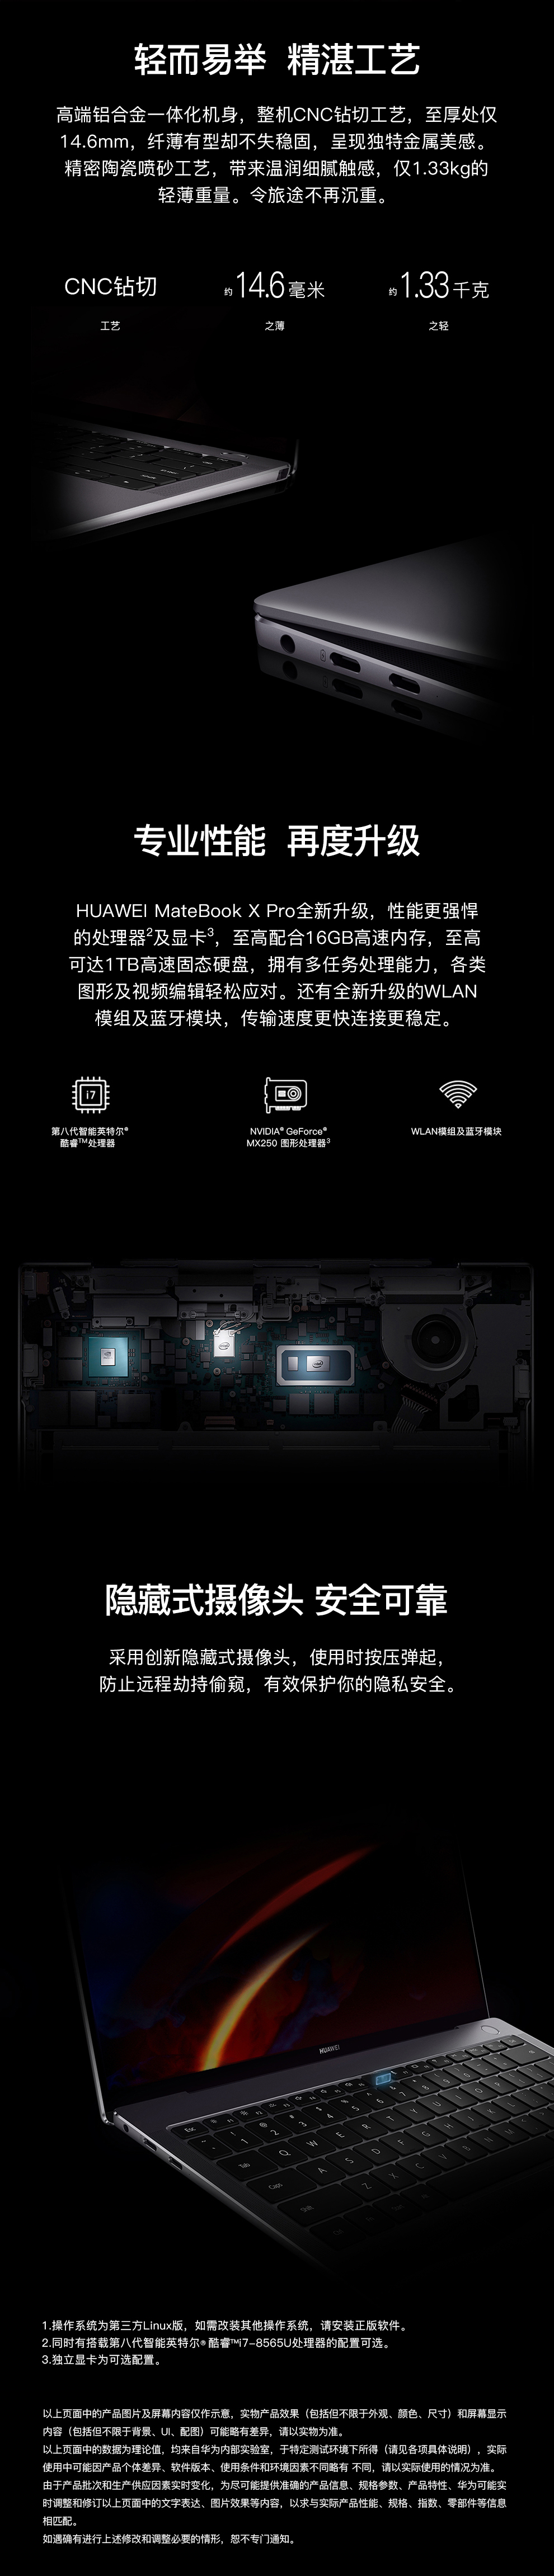 轻而易举 精湛工艺
高端铝合金一体化机身，整机CNC钻切工艺，至厚处仅
14.6mm，纤薄有型却不失稳固，呈现独特金属美感。
精密陶瓷喷砂工艺，带来温润细腻触感，仅1.33kg的
轻薄重量。令旅途不再沉重。
CNC钻切 约14.6毫米 约1.33千克
工艺 之薄 之轻
专业性能 再度升级
HUAWEI MateBook X Pro全新升级，性能更强悍
的处理器²及显卡³，至高配合16GB高速内存，至高
可达1TB高速固态硬盘，拥有多任务处理能力，各类
图形及视频编辑轻松应对。还有全新升级的WLAN
模组及蓝牙模块，传输速度更快连接更稳定。
i7
第八代智能英特尔® NVIDIA® GeForce® WLAN模组及蓝牙模块
酷睿™处理器 MX250 图形处理器³
隐藏式摄像头 安全可靠
采用创新隐藏式摄像头，使用时按压弹起，
防止远程劫持偷窥，有效保护你的隐私安全。
HUAWEI
1.操作系统为第三方Linux版，如需改装其他操作系统，请安装正版软件。
2.同时有搭载第八代智能英特尔®酷睿™i7-8565U处理器的配置可选。
3.独立显卡为可选配置。
以上页面中的产品图片及屏幕内容仅作示意，实物产品效果（包括但不限于外观、颜色、尺寸）和屏幕显示
内容（包括但不限于背景、UI、配图）可能略有差异，请以实物为准。
以上页面中的数据为理论值，均来自华为内部实验室，于特定测试环境下所得（请见各项具体说明），实际
使用中可能因产品个体差异、软件版本、使用条件和环境因素不同略有 不同，请以实际使用的情况为准。
由于产品批次和生产供应因素实时变化，为尽可能提供准确的产品信息、规格参数、产品特性、华为可能实
时调整和修订以上页面中的文字表达、图片效果等内容，以求与实际产品性能、规格、指数、零部件等信息
相匹配。
如遇确有进行上述修改和调整必要的情形，恕不专门通知。